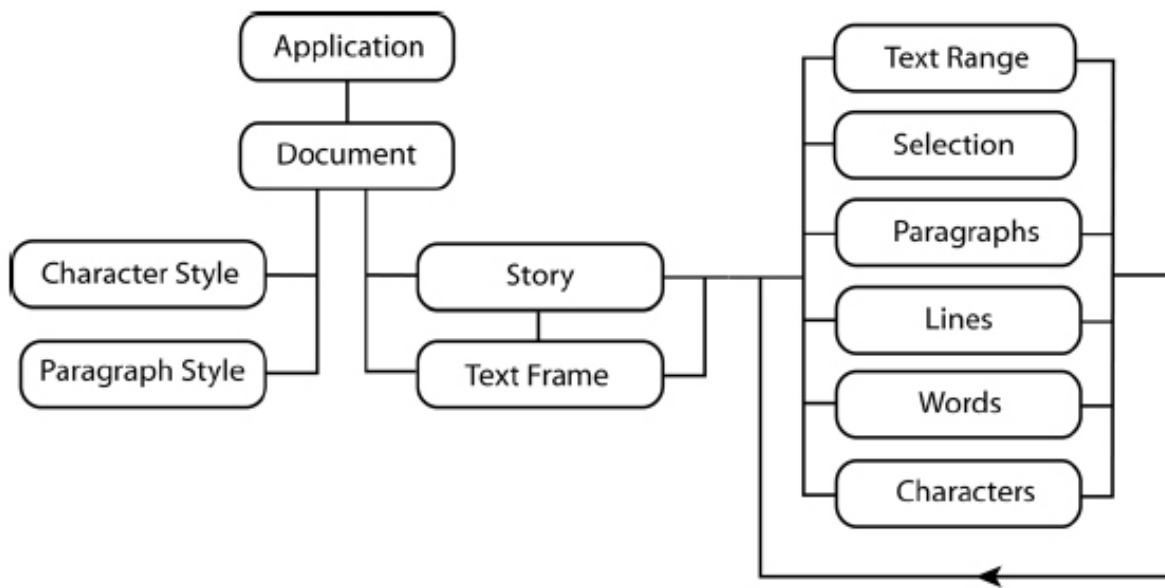 Application
Document
Character Style
Paragraph Style
Story
Text Frame
Text Range
Selection
Paragraphs
Lines
Words
Characters